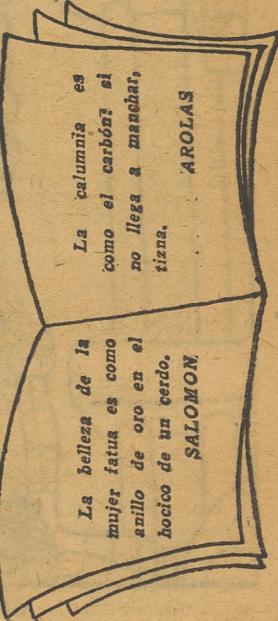 La belleza de la
mujer fatua es como
anillo de oro en el
hocico de un cerdo.
SALOMON.
La calumnia es
como el carbón: si
no llega a manchar,
tizna.
AROLAS